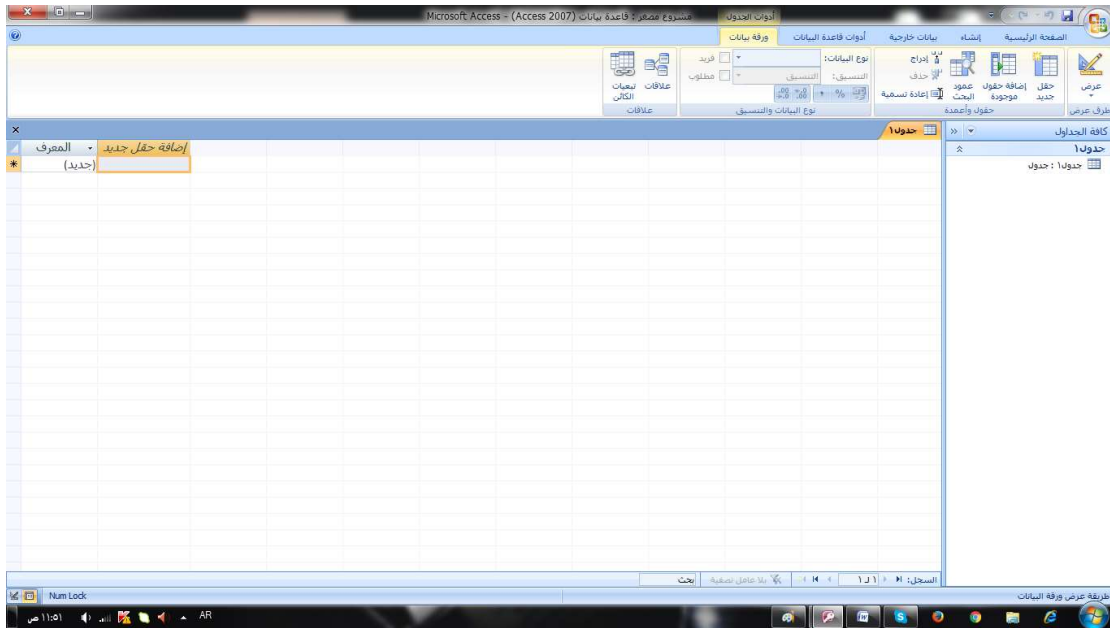 أدوات الجدول
مشروع مصغر : قاعدة بيانات (Access 2007) - Microsoft Access
الصفحة الرئيسية
إنشاء
بيانات خارجية
أدوات قاعدة البيانات
ورقة بيانات
عرض
حقل جديد
إضافة حقول موجودة
عمود البحث
إدراج
حذف
إعادة تسمية
نوع البيانات:
فريد
التنسيق:
التنسيق
مطلوب
علاقات
تبعيات الكائن
طرق عرض
حقول وأعمدة
نوع البيانات والتنسيق
علاقات
كافة الجداول
جدول١
جدول١
جدول١ : جدول
المعرف
إضافة حقل جديد
(جديد)
السجل:
١ لـ ١
بلا عامل تصفية
بحث
طريقة عرض ورقة البيانات
Num Lock
AR
١١:٥١ ص